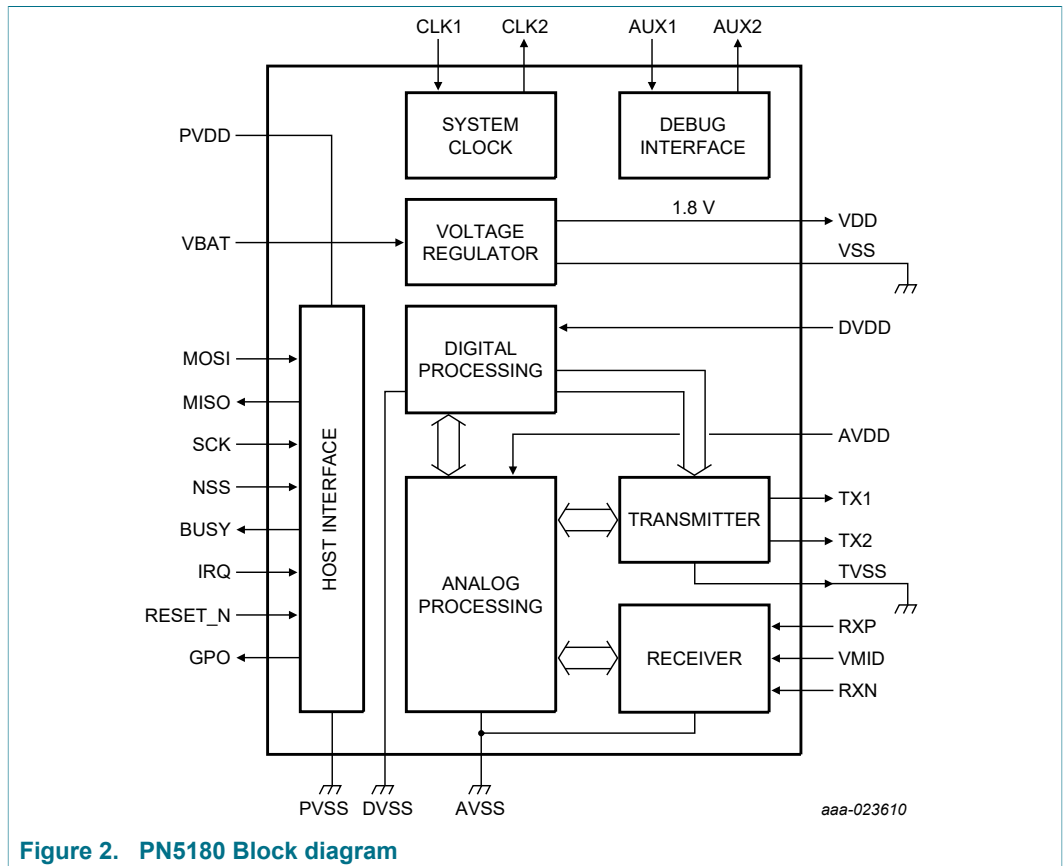 CLK1 CLK2 AUX1 AUX2
SYSTEM
CLOCK
DEBUG
INTERFACE
PVDD
VBAT
VOLTAGE
REGULATOR
1.8 V
VDD
VSS
DIGITAL
PROCESSING
DVDD
MOSI
MISO
SCK
NSS
BUSY
IRQ
RESET_N
GPO
HOST INTERFACE
AVDD
ANALOG
PROCESSING
TRANSMITTER
TX1
TX2
TVSS
RECEIVER
RXP
VMID
RXN
PVSS DVSS AVSS
aaa-023610
Figure 2. PN5180 Block diagram